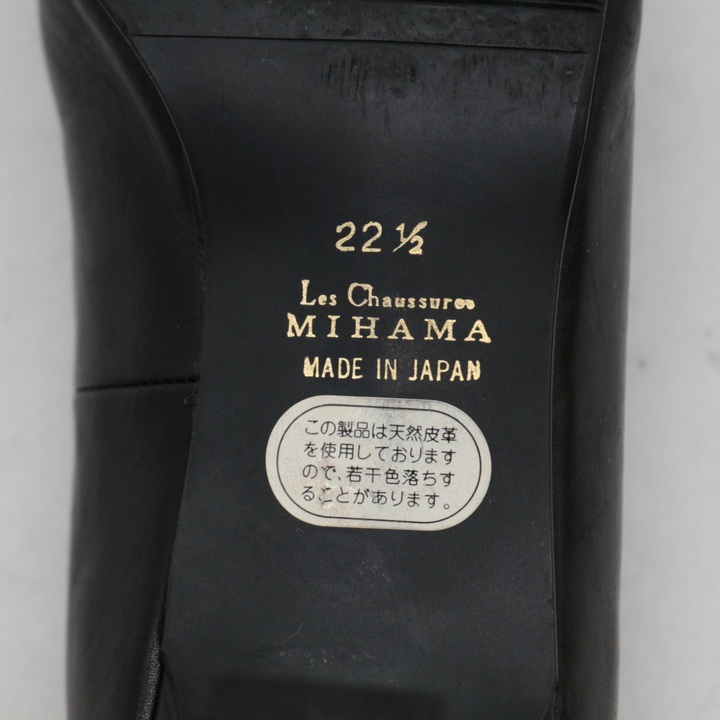 22 ½
Les Chaussures
MIHAMA
MADE IN JAPAN
この製品は天然皮革
を使用しております
ので、若干色落ちす
ることがあります。